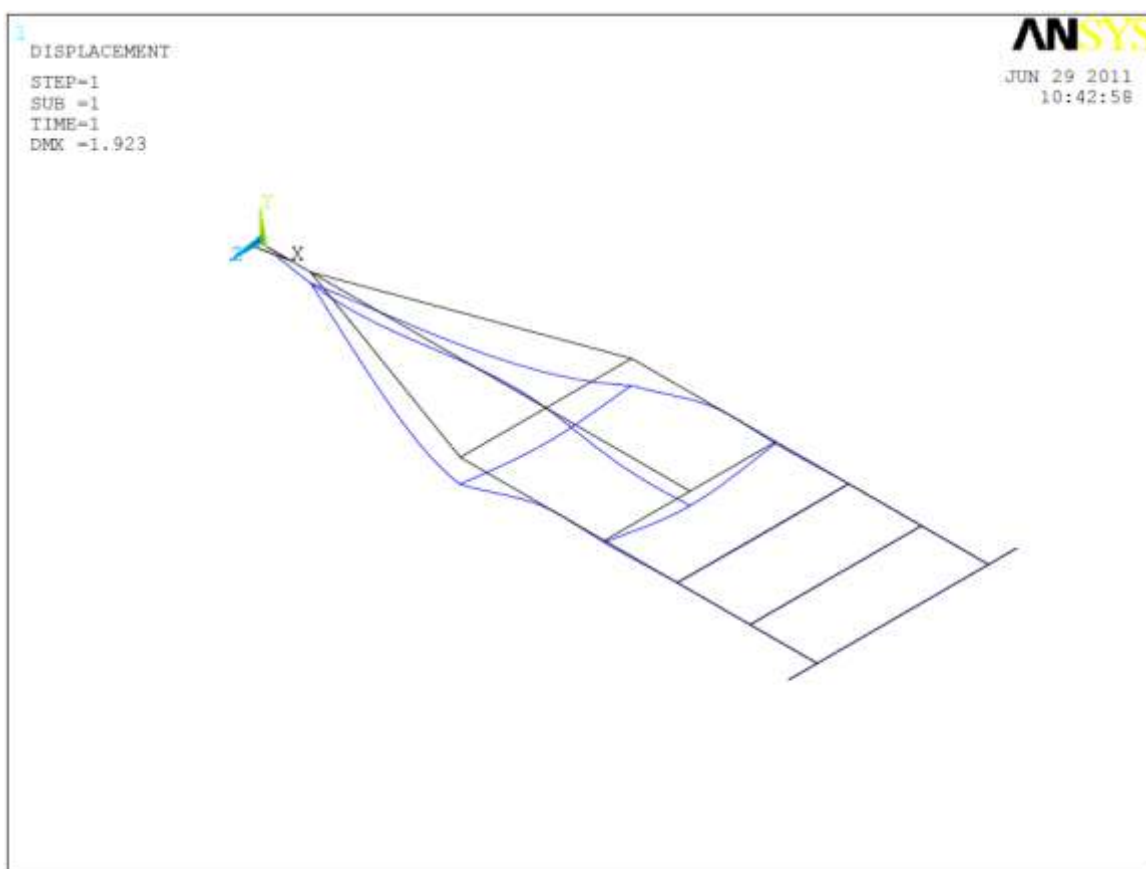 1
DISPLACEMENT
STEP=1
SUB =1
TIME=1
DMX =1.923
ANSYS
JUN 29 2011
10:42:58
Y
Z
X